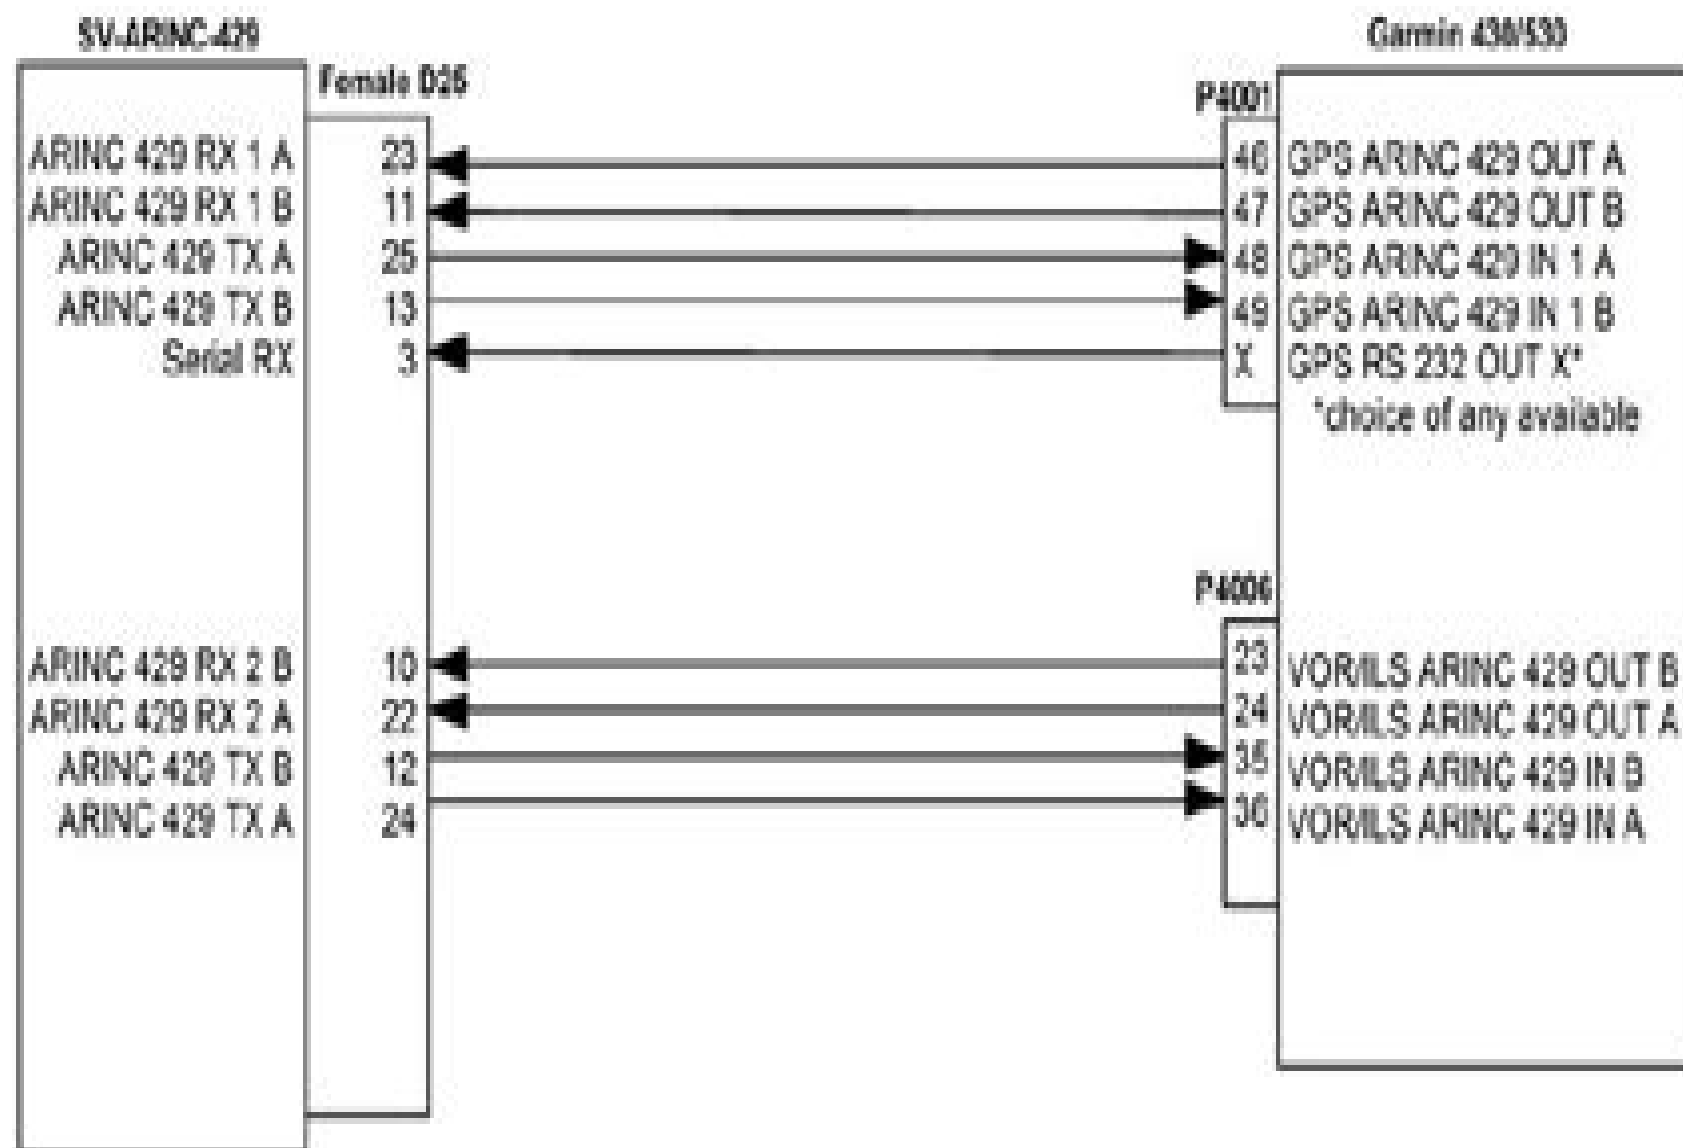 SV-ARINC-429
Garmin 430/530
Female D25
P4001
ARINC 429 RX 1 A 23 46 GPS ARINC 429 OUT A
ARINC 429 RX 1 B 11 47 GPS ARINC 429 OUT B
ARINC 429 TX A 25 48 GPS ARINC 429 IN 1 A
ARINC 429 TX B 13 49 GPS ARINC 429 IN 1 B
Serial RX 3 X GPS RS 232 OUT X*
*choice of any available
P4006
ARINC 429 RX 2 B 10 23 VOR/ILS ARINC 429 OUT B
ARINC 429 RX 2 A 22 24 VOR/ILS ARINC 429 OUT A
ARINC 429 TX B 12 35 VOR/ILS ARINC 429 IN B
ARINC 429 TX A 24 36 VOR/ILS ARINC 429 IN A